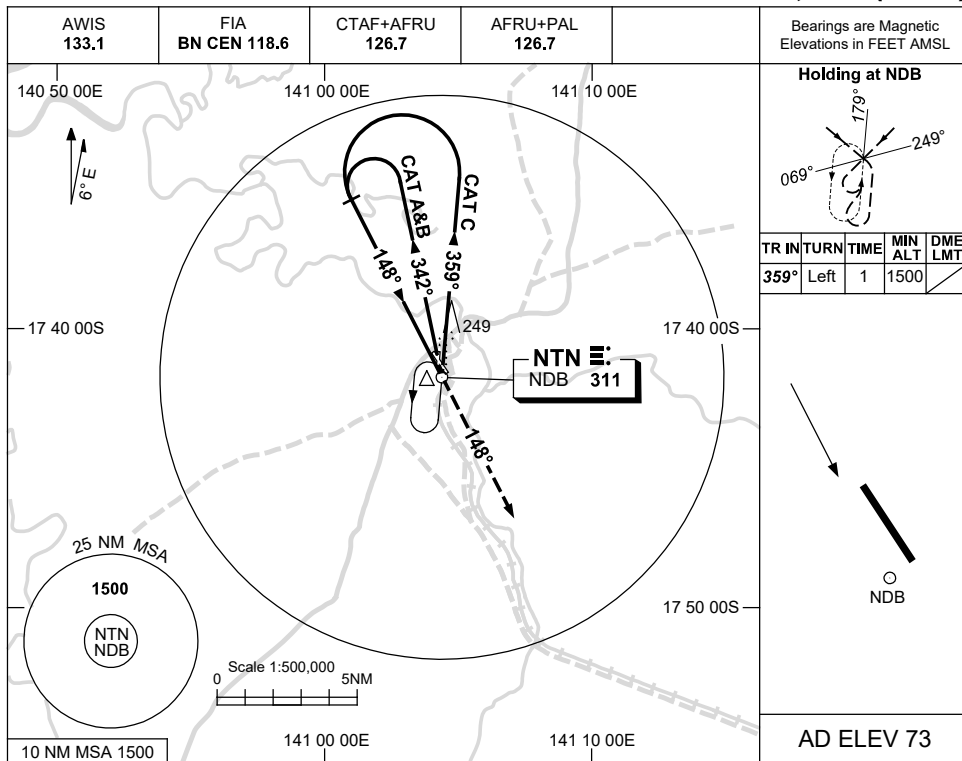 AWIS
133.1
FIA
BN CEN 118.6
CTAF+AFRU
126.7
AFRU+PAL
126.7
Bearings are Magnetic
Elevations in FEET AMSL
140 50 00E
141 00 00E
141 10 00E
6° E
CAT A&B
CAT C
148°
342°
359°
17 40 00S
17 40 00S
249
NTN
NDB 311
148°
25 NM MSA
1500
NTN
NDB
17 50 00S
Scale 1:500,000
0 5NM
10 NM MSA 1500
141 00 00E
141 10 00E
Holding at NDB
179°
249°
069°
TR IN TURN TIME MIN ALT DME LMT
359° Left 1 1500
NDB
AD ELEV 73